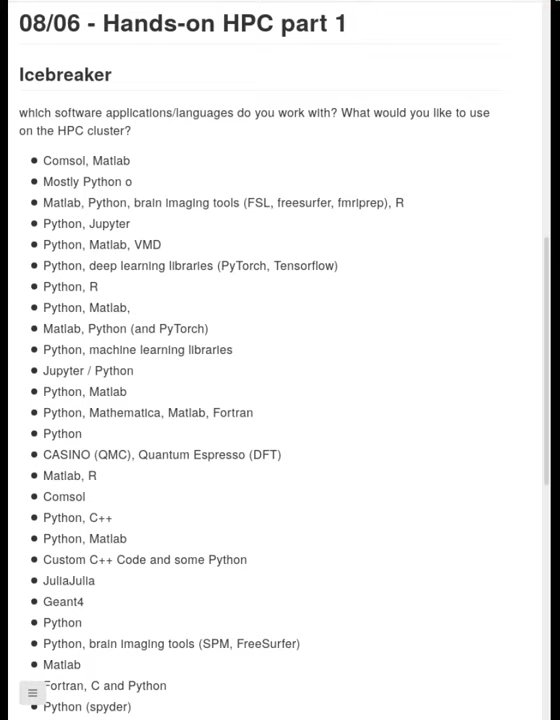 08/06 - Hands-on HPC part 1
Icebreaker
which software applications/languages do you work with? What would you like to use
on the HPC cluster?
Comsol, Matlab
Mostly Python o
Matlab, Python, brain imaging tools (FSL, freesurfer, fmriprep), R
Python, Jupyter
Python, Matlab, VMD
Python, deep learning libraries (PyTorch, Tensorflow)
Python, R
Python, Matlab,
Matlab, Python (and PyTorch)
Python, machine learning libraries
Jupyter / Python
Python, Matlab
Python, Mathematica, Matlab, Fortran
Python
CASINO (QMC), Quantum Espresso (DFT)
Matlab, R
Comsol
Python, C++
Python, Matlab
Custom C++ Code and some Python
JuliaJulia
Geant4
Python
Python, brain imaging tools (SPM, FreeSurfer)
Matlab
Fortran, C and Python
Python (spyder)